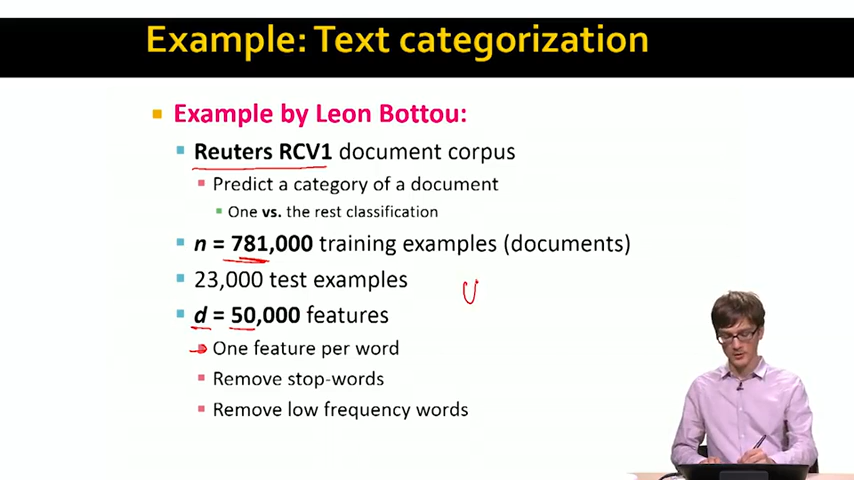 Example: Text categorization
Example by Leon Bottou:
Reuters RCV1 document corpus
Predict a category of a document
One vs. the rest classification
n = 781,000 training examples (documents)
23,000 test examples
d = 50,000 features
One feature per word
Remove stop-words
Remove low frequency words